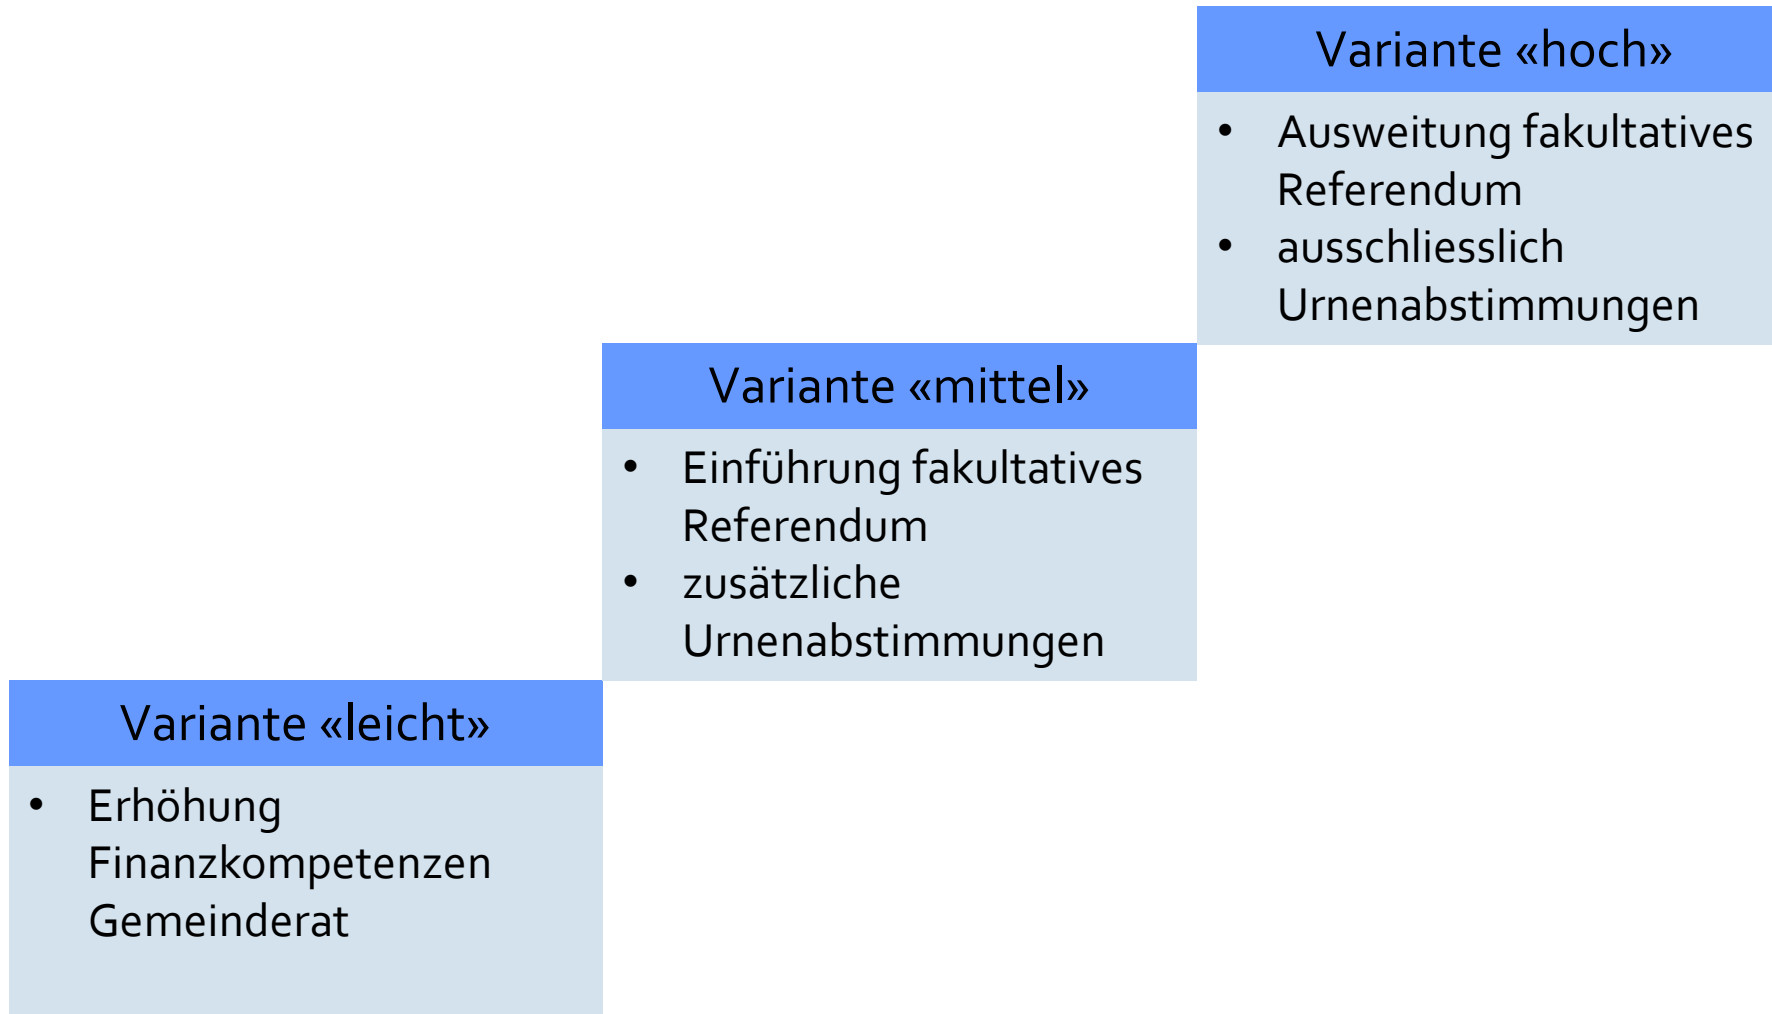 Variante «hoch»
• Ausweitung fakultatives
Referendum
• ausschliesslich
Urnenabstimmungen
Variante «mittel»
• Einführung fakultatives
Referendum
• zusätzliche
Urnenabstimmungen
Variante «leicht»
• Erhöhung
Finanzkompetenzen
Gemeinderat